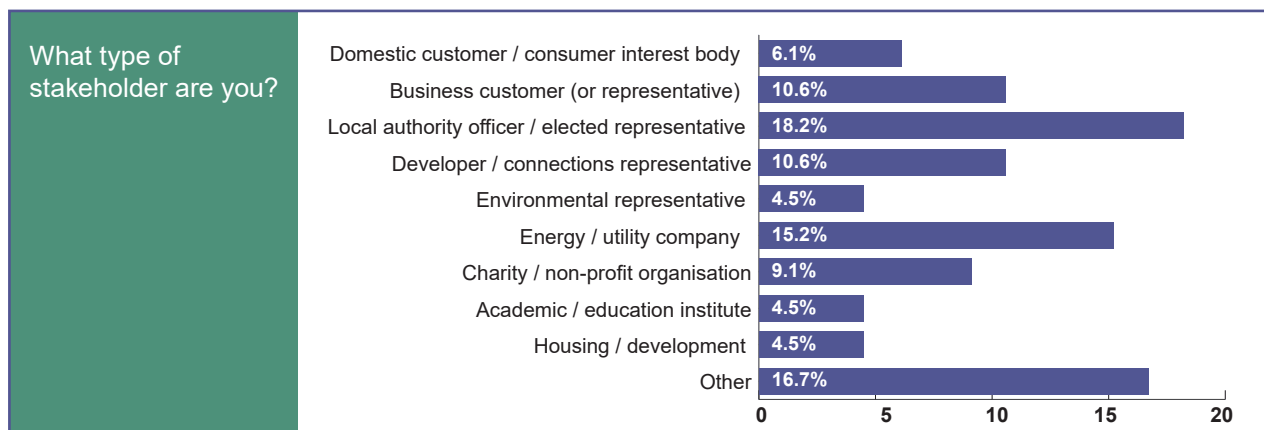 What type of
stakeholder are you?
Domestic customer / consumer interest body 6.1%
Business customer (or representative) 10.6%
Local authority officer / elected representative 18.2%
Developer / connections representative 10.6%
Environmental representative 4.5%
Energy / utility company 15.2%
Charity / non-profit organisation 9.1%
Academic / education institute 4.5%
Housing / development 4.5%
Other 16.7%
0 5 10 15 20